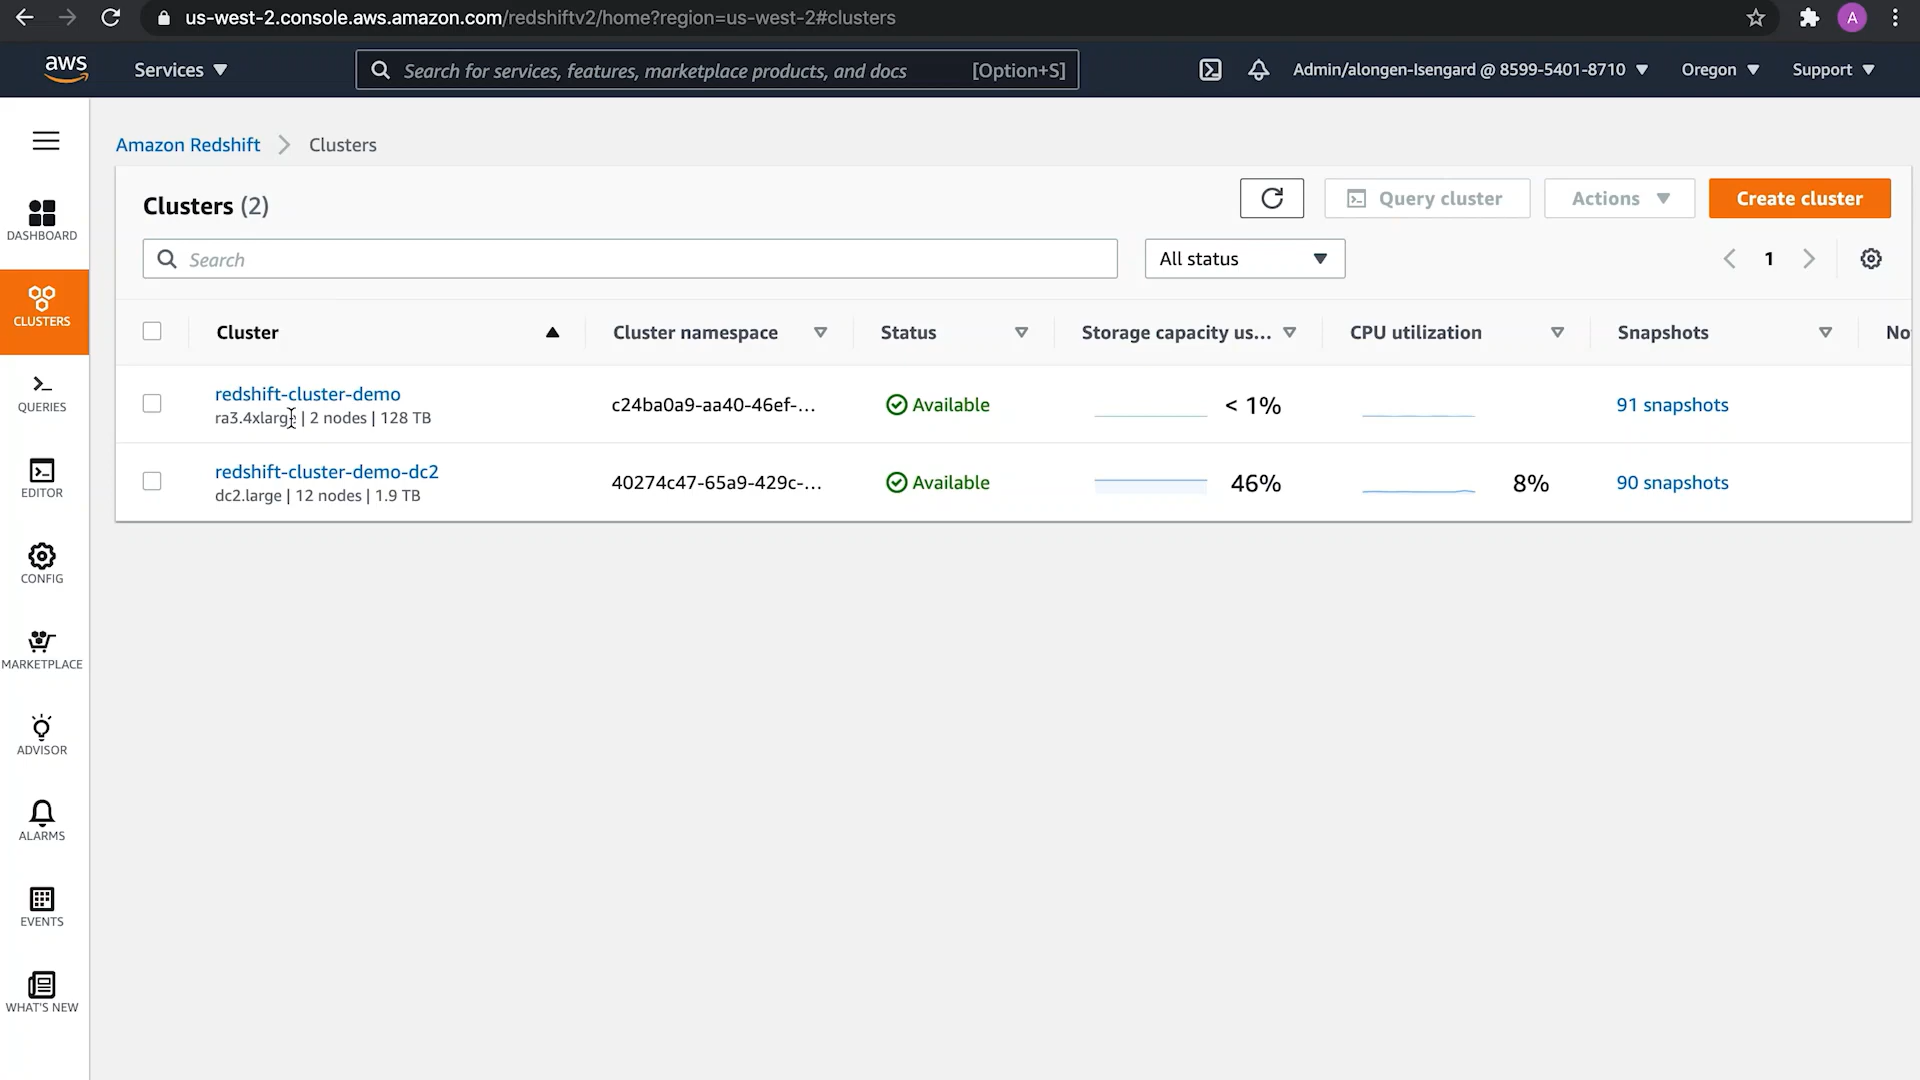 us-west-2.console.aws.amazon.com/redshiftv2/home?region=us-west-2#clusters
A
aws
Services
Search for services, features, marketplace products, and docs
[Option+S]
Admin/alongen-Isengard @ 8599-5401-8710
Oregon
Support
Amazon Redshift
Clusters
Clusters (2)
Query cluster
Actions
Create cluster
Search
All status
1
Cluster
Cluster namespace
Status
Storage capacity us...
CPU utilization
Snapshots
No
redshift-cluster-demo
ra3.4xlarge | 2 nodes | 128 TB
c24ba0a9-aa40-46ef-...
Available
< 1%
91 snapshots
redshift-cluster-demo-dc2
dc2.large | 12 nodes | 1.9 TB
40274c47-65a9-429c-...
Available
46%
8%
90 snapshots
DASHBOARD
CLUSTERS
QUERIES
EDITOR
CONFIG
MARKETPLACE
ADVISOR
ALARMS
EVENTS
WHAT'S NEW